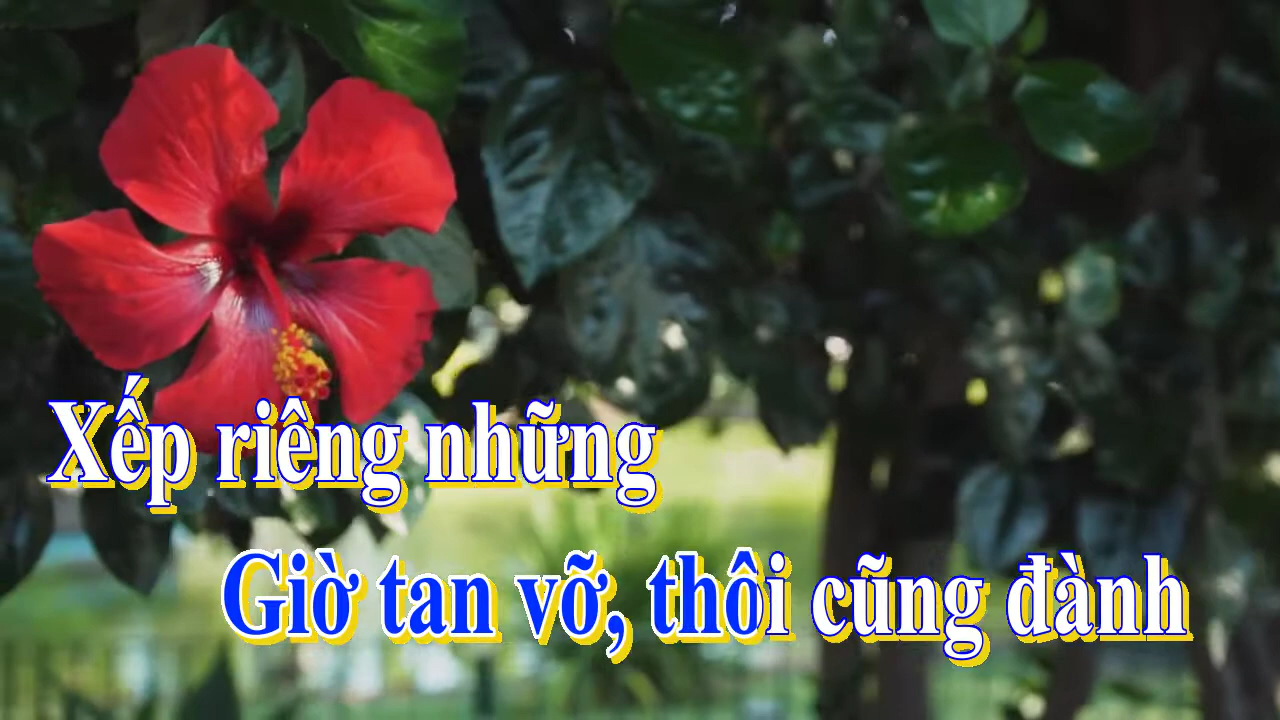 Xếp riêng những
Giờ tan vỡ, thôi cũng đành